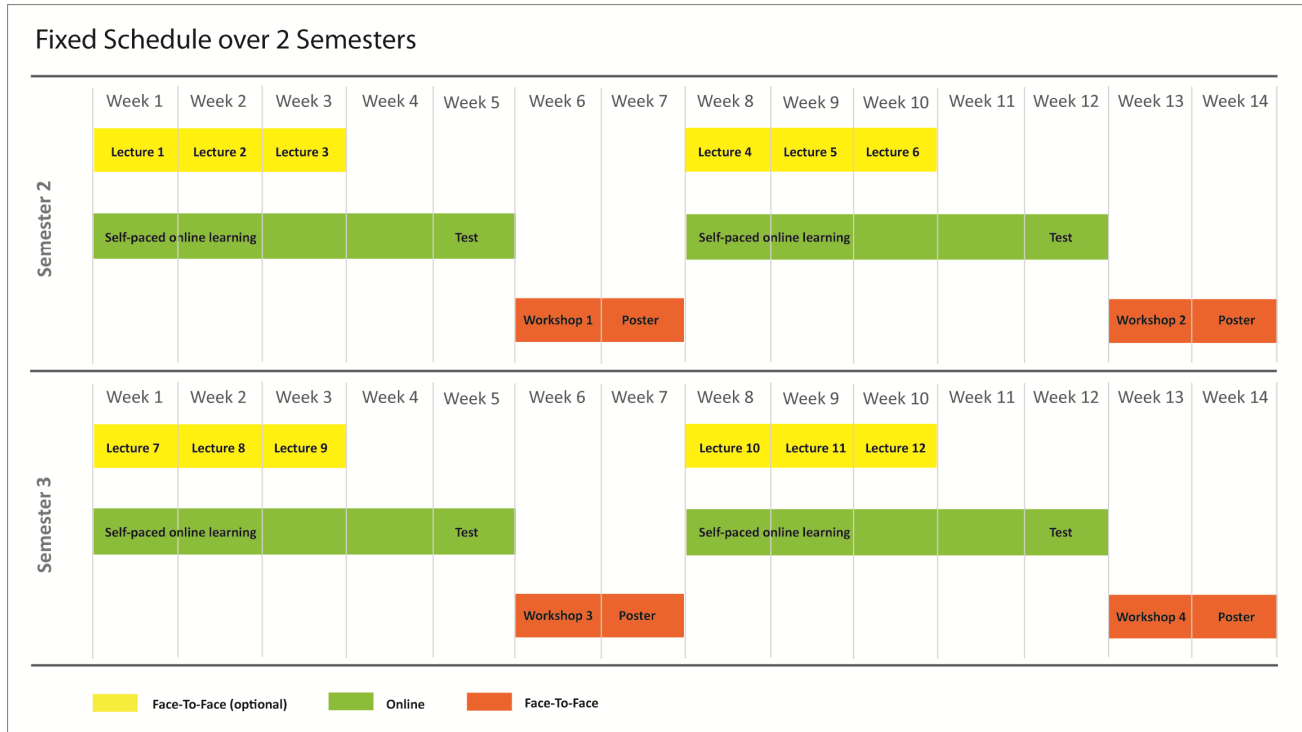 Fixed Schedule over 2 Semesters
Week 1 Week 2 Week 3 Week 4 Week 5 Week 6 Week 7 Week 8 Week 9 Week 10 Week 11 Week 12 Week 13 Week 14
Semester 2
Lecture 1 Lecture 2 Lecture 3 Lecture 4 Lecture 5 Lecture 6
Self-paced online learning Test Self-paced online learning Test
Workshop 1 Poster Workshop 2 Poster
Week 1 Week 2 Week 3 Week 4 Week 5 Week 6 Week 7 Week 8 Week 9 Week 10 Week 11 Week 12 Week 13 Week 14
Semester 3
Lecture 7 Lecture 8 Lecture 9 Lecture 10 Lecture 11 Lecture 12
Self-paced online learning Test Self-paced online learning Test
Workshop 3 Poster Workshop 4 Poster
Face-To-Face (optional) Online Face-To-Face